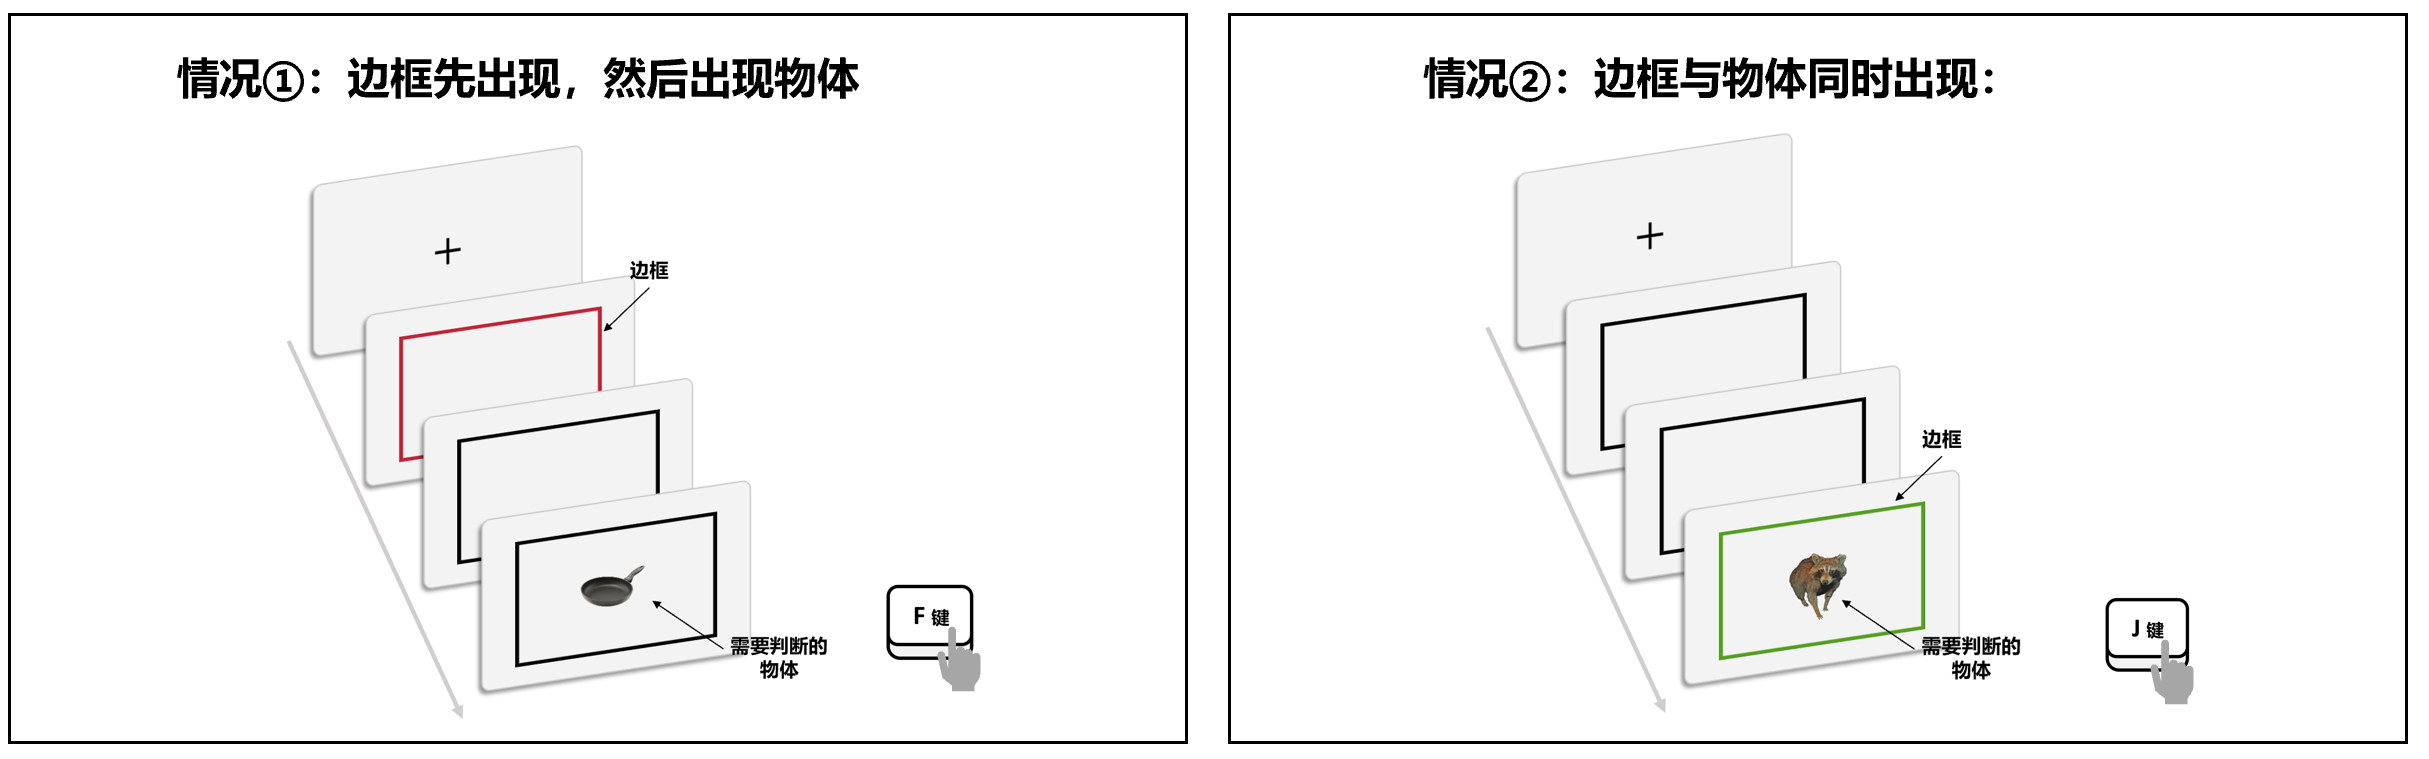 情况①：边框先出现，然后出现物体
边框
需要判断的
物体
F 键
情况②：边框与物体同时出现：
边框
需要判断的
物体
J 键